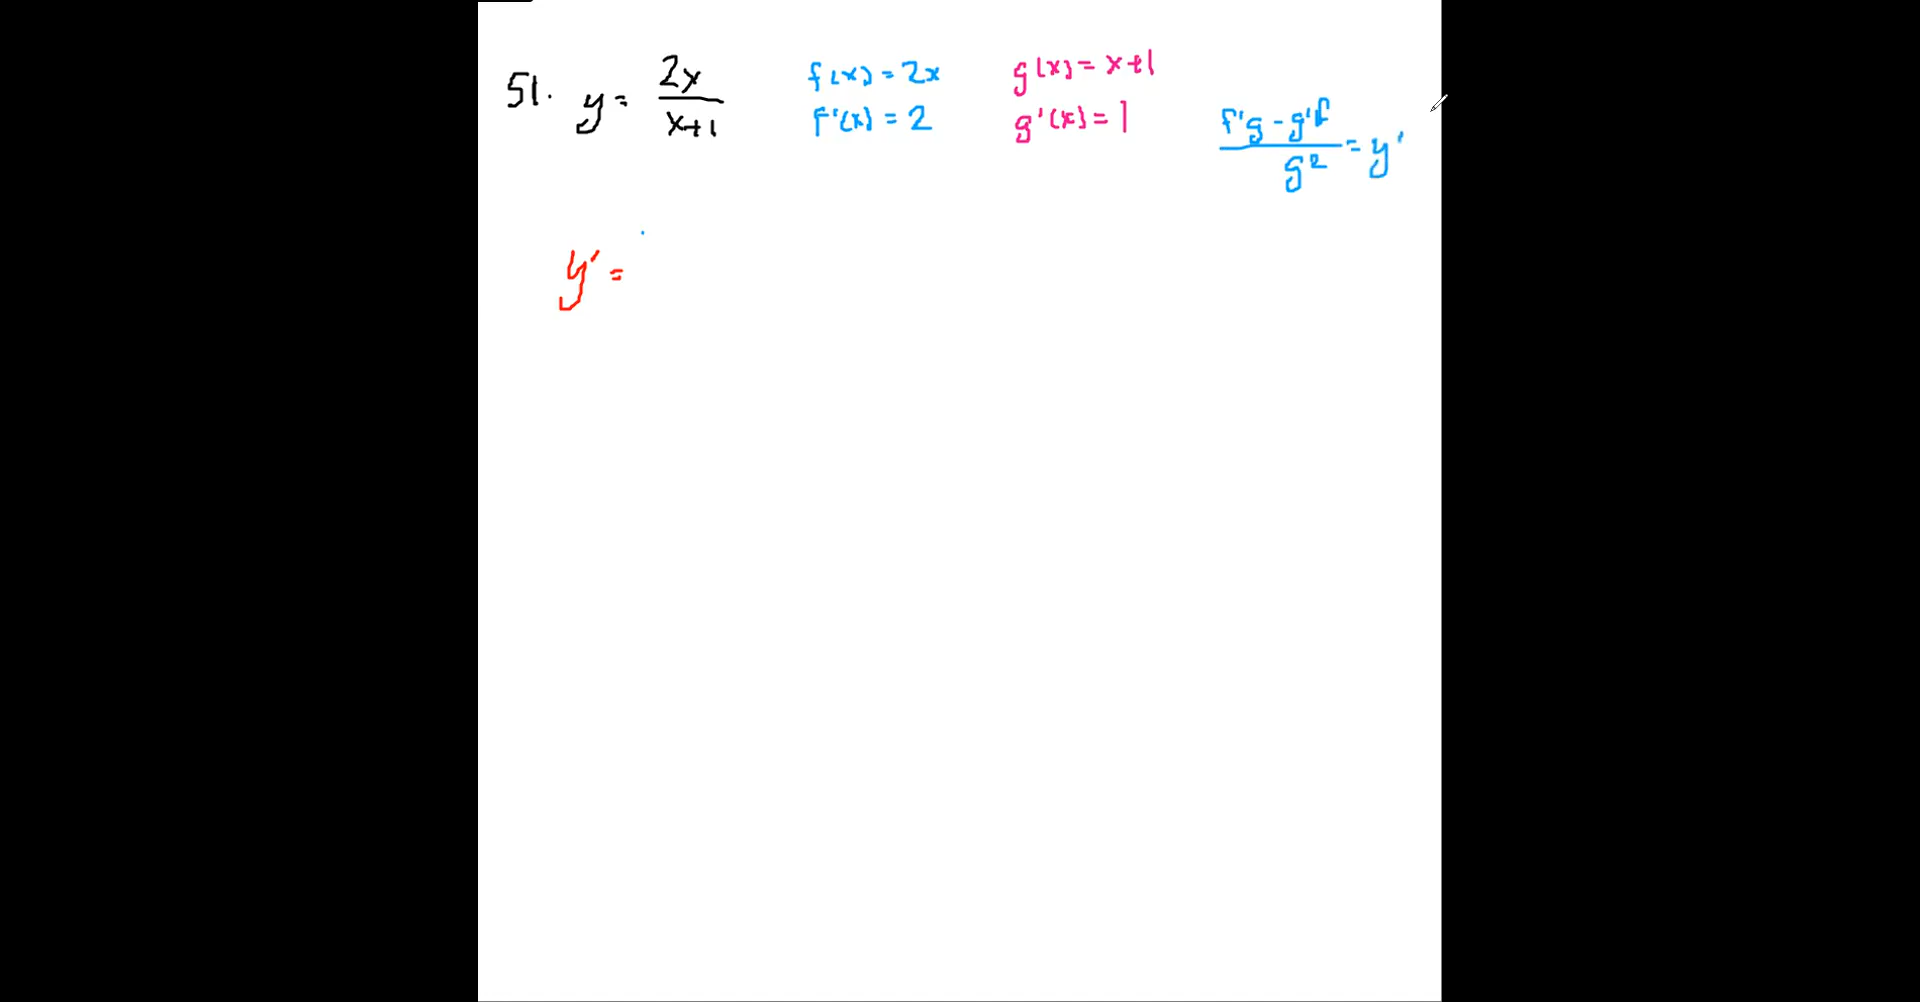 51. y = 2x / x+1
f(x) = 2x
f'(x) = 2
g(x) = x+1
g'(x) = 1
f'g - g'f / g² = y'
y' =